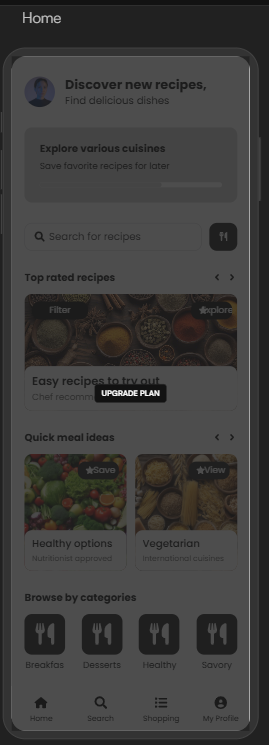 Home
Discover new recipes,
Find delicious dishes
Explore various cuisines
Save favorite recipes for later
Search for recipes
Top rated recipes
Filter
xplore
Easy recipes to try out
UPGRADE PLAN
Chef recomm
Quick meal ideas
Save
View
Healthy options
Vegetarian
Nutritionist approved
International cuisines
Browse by categories
Breakfas
Desserts
Healthy
Savory
Home
Search
Shopping
My Profile